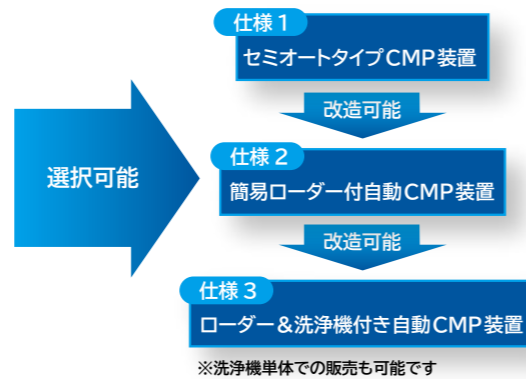 仕様1
セミオートタイプCMP装置
改造可能
選択可能
仕様2
簡易ローダー付自動CMP装置
改造可能
仕様3
ローダー&洗浄機付き自動CMP装置
※洗浄機単体での販売も可能です